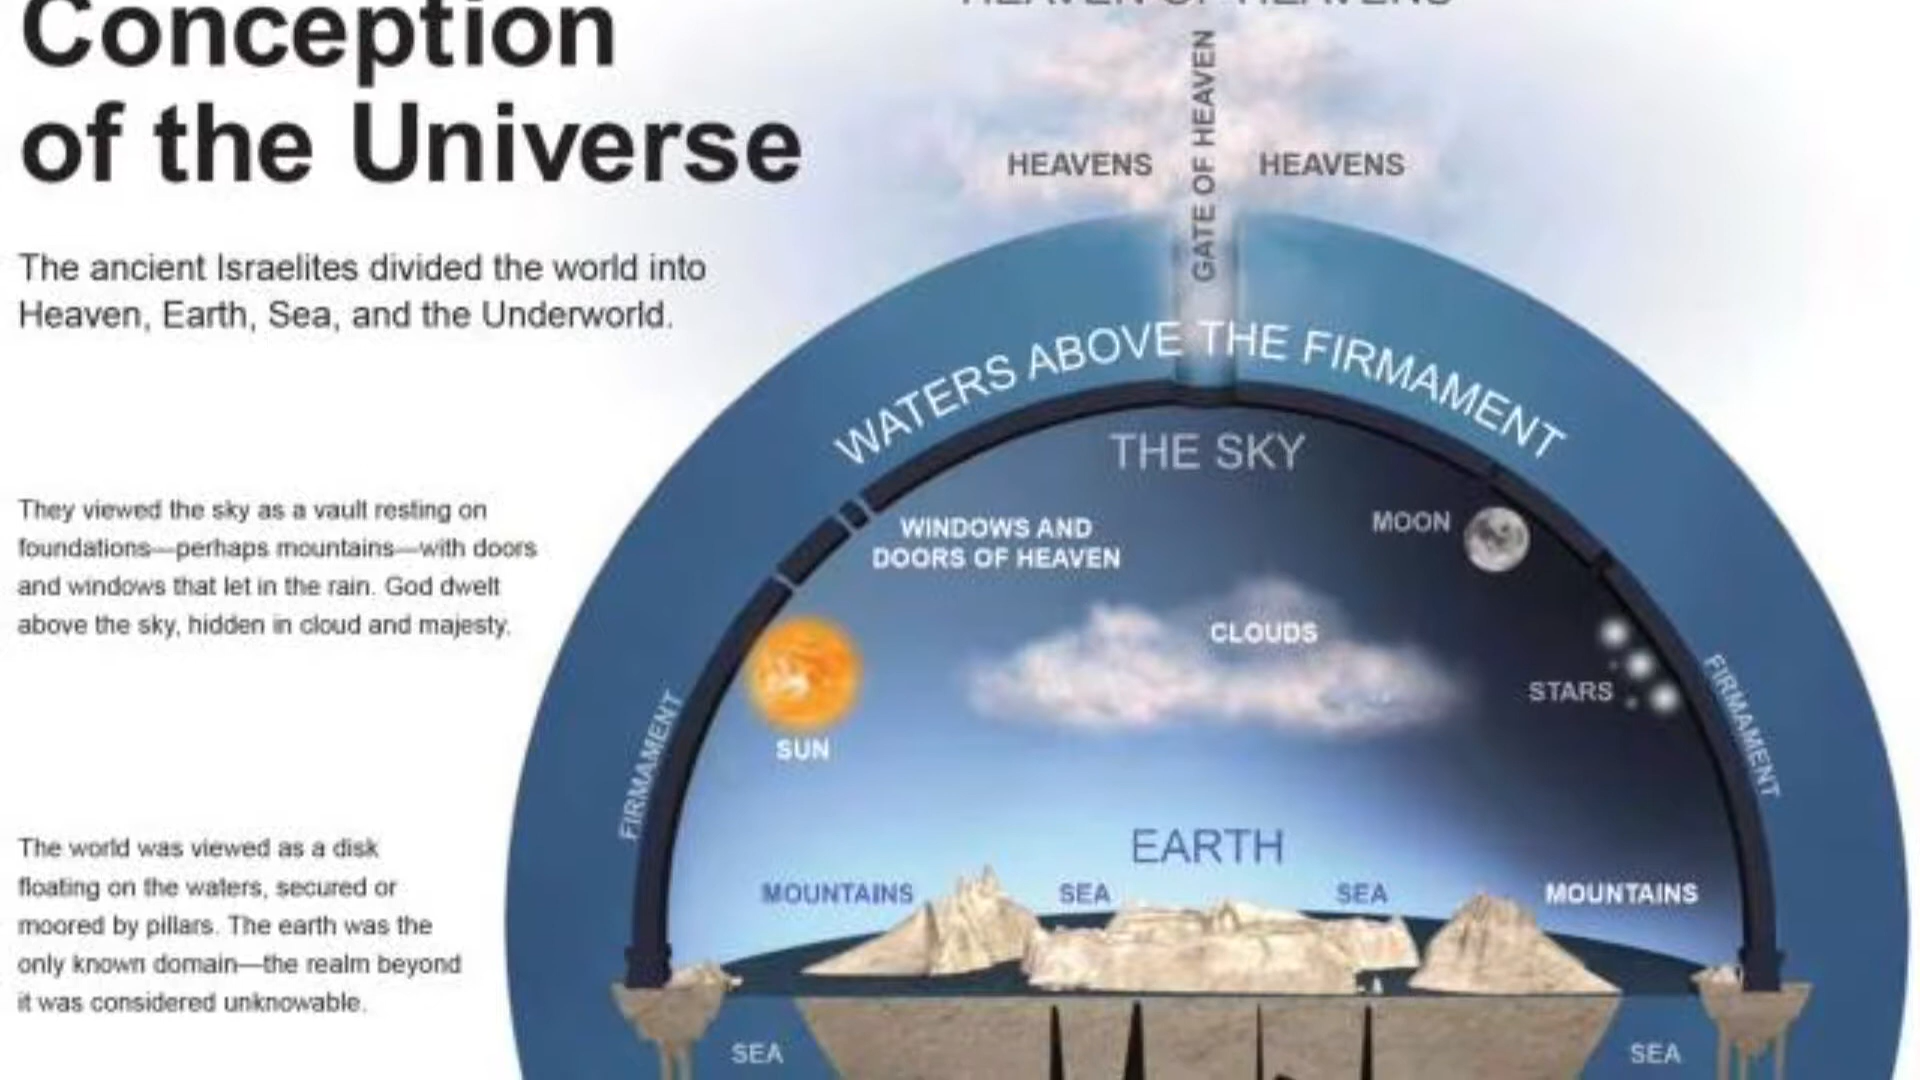 Conception
of the Universe
The ancient Israelites divided the world into
Heaven, Earth, Sea, and the Underworld.
They viewed the sky as a vault resting on
foundations—perhaps mountains—with doors
and windows that let in the rain. God dwelt
above the sky, hidden in cloud and majesty.
The world was viewed as a disk
floating on the waters, secured or
moored by pillars. The earth was the
only known domain—the realm beyond
it was considered unknowable.
HEAVEN OF HEAVENS
GATE OF HEAVEN
HEAVENS
HEAVENS
WATERS ABOVE THE FIRMAMENT
THE SKY
WINDOWS AND
DOORS OF HEAVEN
MOON
CLOUDS
STARS
SUN
FIRMAMENT
FIRMAMENT
EARTH
MOUNTAINS
SEA
SEA
MOUNTAINS
SEA
SEA